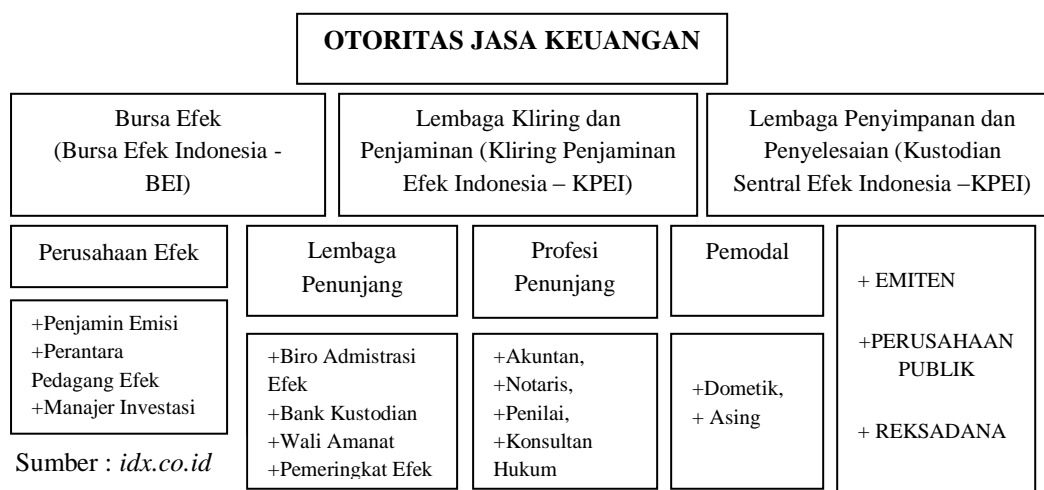 OTORITAS JASA KEUANGAN
Bursa Efek
(Bursa Efek Indonesia -
BEI)
Lembaga Kliring dan
Penjaminan (Kliring Penjaminan
Efek Indonesia – KPEI)
Lembaga Penyimpanan dan
Penyelesaian (Kustodian
Sentral Efek Indonesia –KPEI)
Perusahaan Efek
+Penjamin Emisi
+Perantara
Pedagang Efek
+Manajer Investasi
Lembaga
Penunjang
+Biro Admistrasi
Efek
+Bank Kustodian
+Wali Amanat
+Pemeringkat Efek
Profesi
Penunjang
+Akuntan,
+Notaris,
+Penilai,
+Konsultan
Hukum
Pemodal
+Dometik,
+ Asing
+ EMITEN
+PERUSAHAAN
PUBLIK
+ REKSADANA
Sumber : idx.co.id